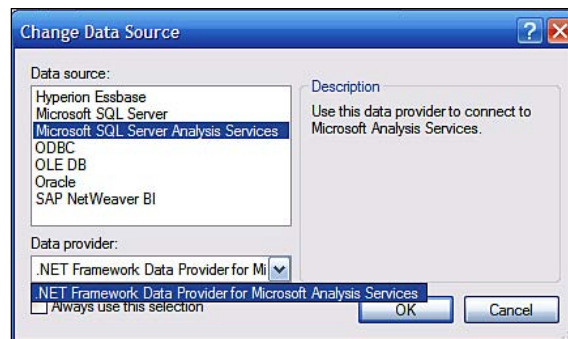 Change Data Source
Data source:
Hyperion Essbase
Microsoft SQL Server
Microsoft SQL Server Analysis Services
ODBC
OLE DB
Oracle
SAP NetWeaver BI
Description
Use this data provider to connect to
Microsoft Analysis Services.
Data provider:
.NET Framework Data Provider for Mi
.NET Framework Data Provider for Microsoft Analysis Services
Always use this selection
OK
Cancel